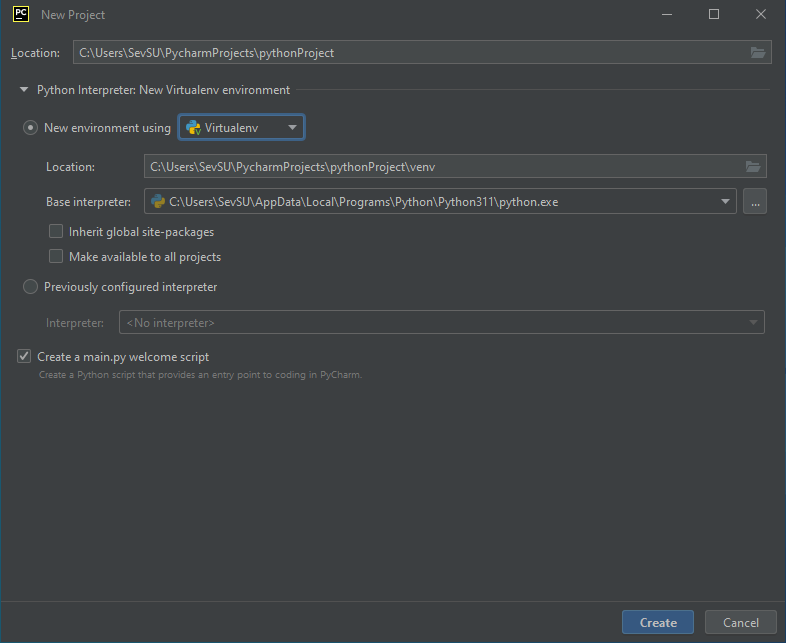 PC New Project
Location: C:\Users\SevSU\PycharmProjects\pythonProject
Python Interpreter: New Virtualenv environment
New environment using Virtualenv
Location: C:\Users\SevSU\PycharmProjects\pythonProject\venv
Base interpreter: C:\Users\SevSU\AppData\Local\Programs\Python\Python311\python.exe ...
Inherit global site-packages
Make available to all projects
Previously configured interpreter
Interpreter: <No interpreter>
Create a main.py welcome script
Create a Python script that provides an entry point to coding in PyCharm.
Create Cancel